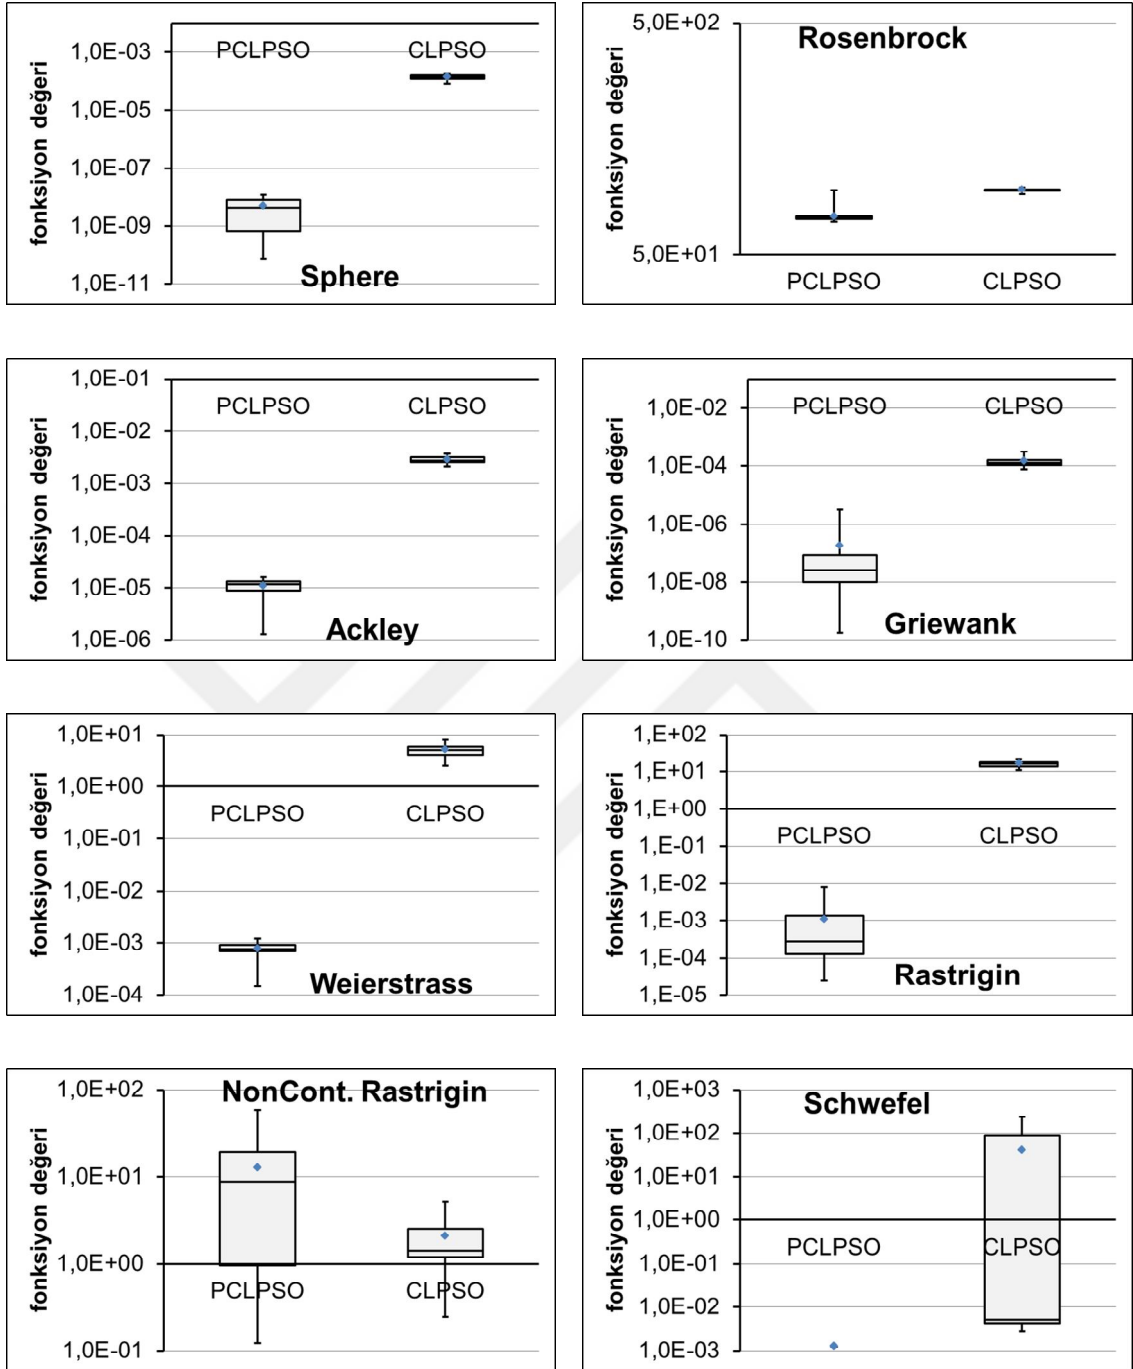 fonksiyon değeri
1,0E-03
1,0E-05
1,0E-07
1,0E-09
1,0E-11
PCLPSO CLPSO
Sphere
fonksiyon değeri
5,0E+02
5,0E+01
Rosenbrock
PCLPSO CLPSO
fonksiyon değeri
1,0E-01
1,0E-02
1,0E-03
1,0E-04
1,0E-05
1,0E-06
PCLPSO CLPSO
Ackley
fonksiyon değeri
1,0E-02
1,0E-04
1,0E-06
1,0E-08
1,0E-10
PCLPSO CLPSO
Griewank
fonksiyon değeri
1,0E+01
1,0E+00
1,0E-01
1,0E-02
1,0E-03
1,0E-04
PCLPSO CLPSO
Weierstrass
fonksiyon değeri
1,E+02
1,E+01
1,E+00
1,E-01
1,E-02
1,E-03
1,E-04
1,E-05
PCLPSO CLPSO
Rastrigin
fonksiyon değeri
1,0E+02
1,0E+01
1,0E+00
1,0E-01
NonCont. Rastrigin
PCLPSO CLPSO
fonksiyon değeri
1,0E+03
1,0E+02
1,0E+01
1,0E+00
1,0E-01
1,0E-02
1,0E-03
Schwefel
PCLPSO CLPSO